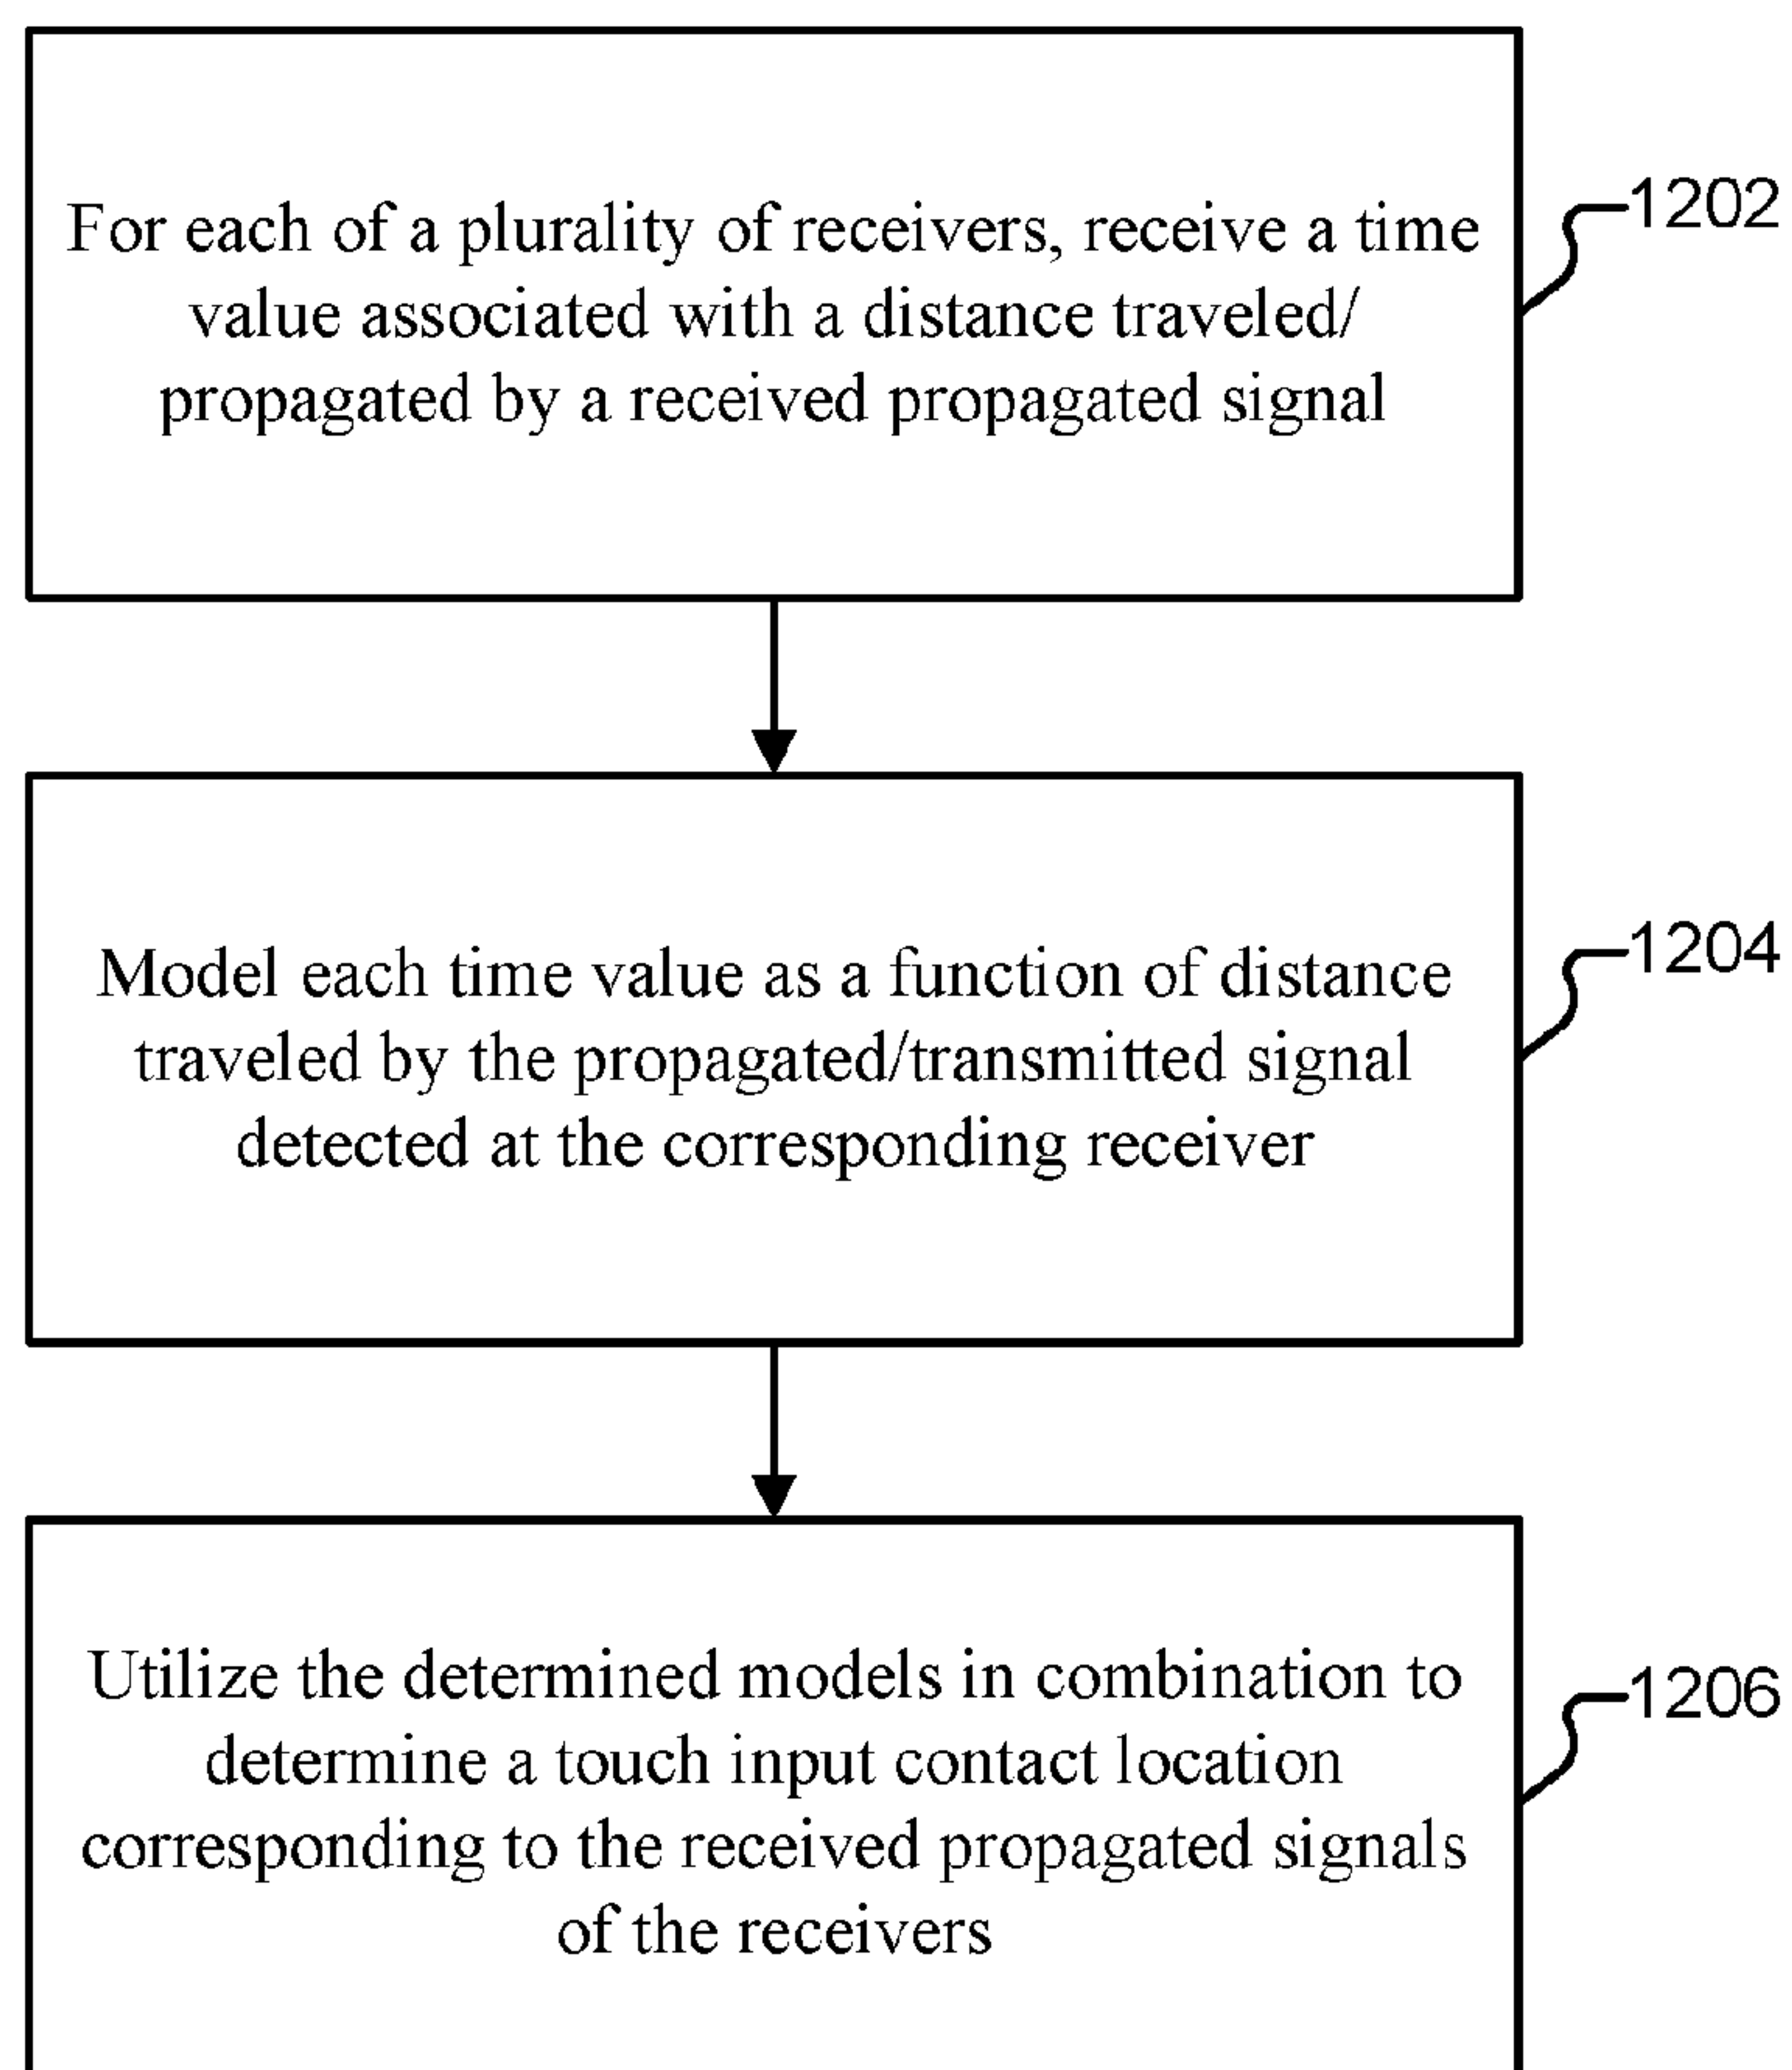 For each of a plurality of receivers, receive a time
value associated with a distance traveled/
propagated by a received propagated signal
1202
Model each time value as a function of distance
traveled by the propagated/transmitted signal
detected at the corresponding receiver
1204
Utilize the determined models in combination to
determine a touch input contact location
corresponding to the received propagated signals
of the receivers
1206